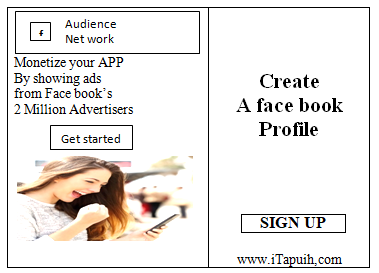 f
Audience
Net work
Monetize your APP
By showing ads
from Face book's
2 Million Advertisers
Get started
Create
A face book
Profile
SIGN UP
www.iTapuih,com